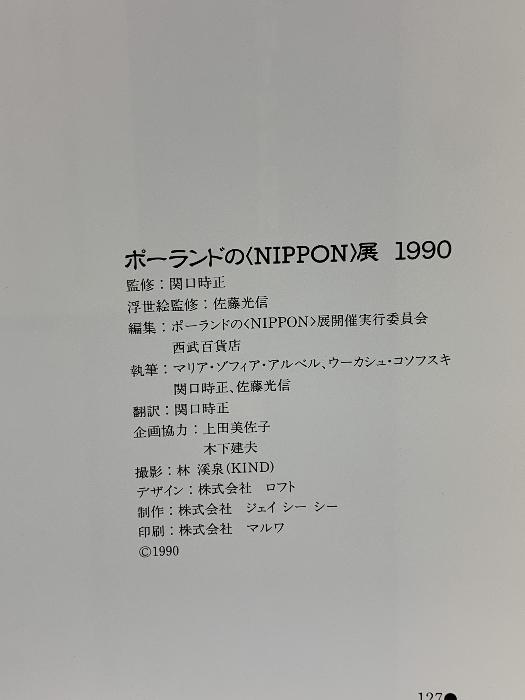 ポーランドの〈NIPPON〉展 1990
監修：関口時正
浮世絵監修：佐藤光信
編集：ポーランドの〈NIPPON〉展開催実行委員会
西武百貨店
執筆：マリア・ゾフィア・アルベル、ウーカシュ・コソフスキ
関口時正、佐藤光信
翻訳：関口時正
企画協力：上田美佐子
木下建夫
撮影：林 溪泉(KIND)
デザイン：株式会社 ロフト
制作：株式会社 ジェイ シー シー
印刷：株式会社 マルワ
©1990
127●